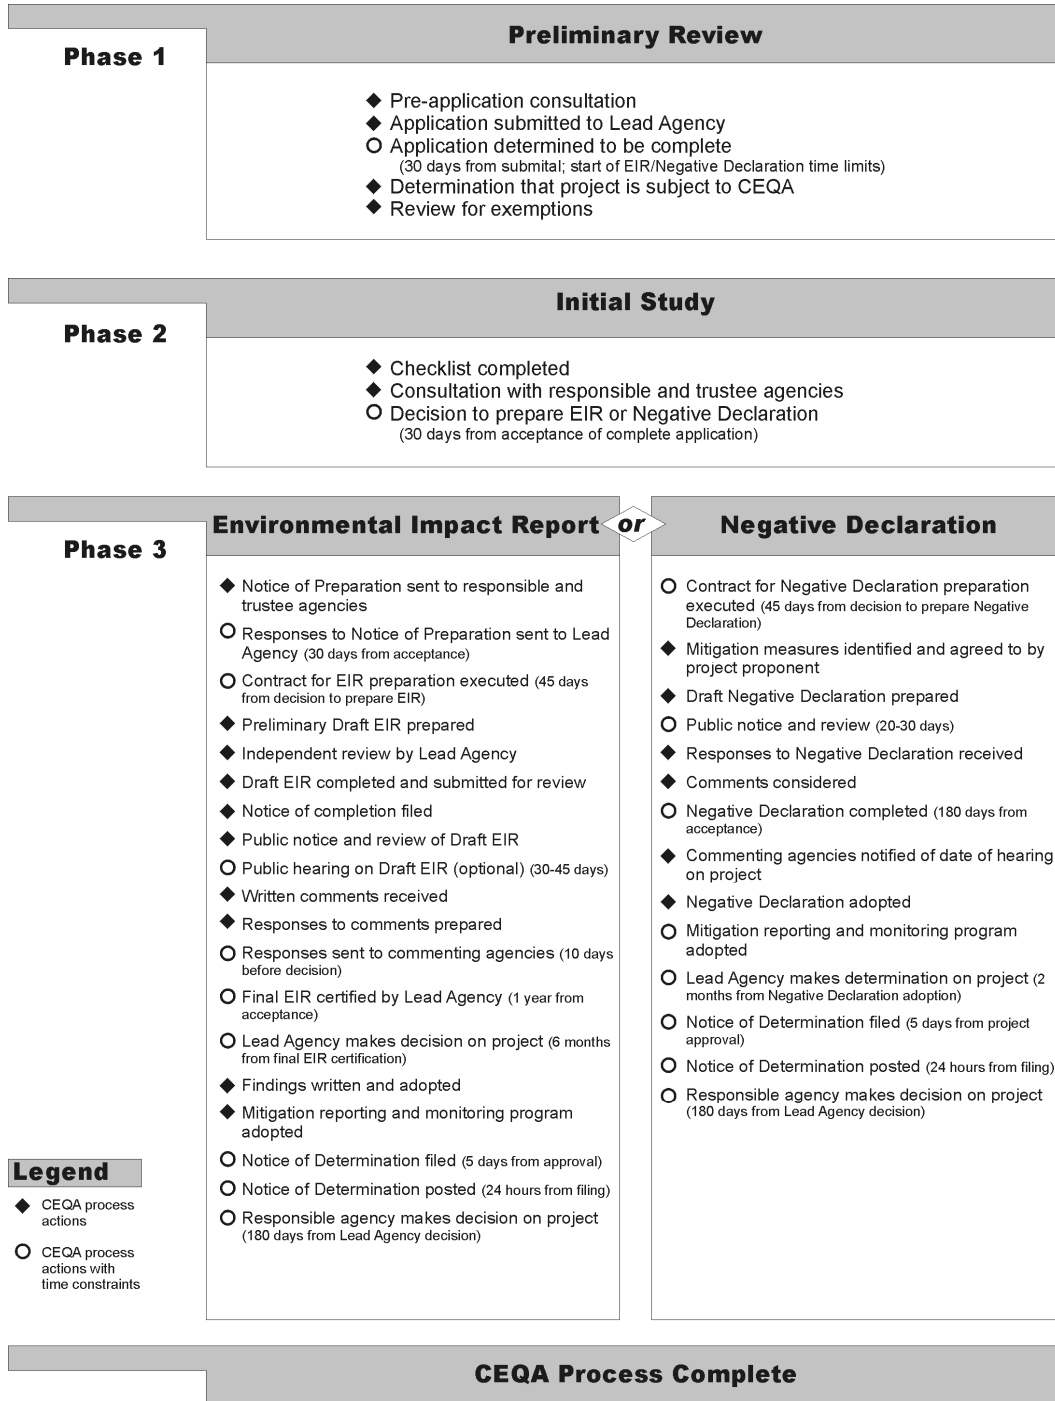 Preliminary Review
Phase 1
Pre-application consultation
Application submitted to Lead Agency
Application determined to be complete
(30 days from submital; start of EIR/Negative Declaration time limits)
Determination that project is subject to CEQA
Review for exemptions
Initial Study
Phase 2
Checklist completed
Consultation with responsible and trustee agencies
Decision to prepare EIR or Negative Declaration
(30 days from acceptance of complete application)
Phase 3
Environmental Impact Report
or
Negative Declaration
Notice of Preparation sent to responsible and
trustee agencies
Responses to Notice of Preparation sent to Lead
Agency (30 days from acceptance)
Contract for EIR preparation executed (45 days
from decision to prepare EIR)
Preliminary Draft EIR prepared
Independent review by Lead Agency
Draft EIR completed and submitted for review
Notice of completion filed
Public notice and review of Draft EIR
Public hearing on Draft EIR (optional) (30-45 days)
Written comments received
Responses to comments prepared
Responses sent to commenting agencies (10 days
before decision)
Final EIR certified by Lead Agency (1 year from
acceptance)
Lead Agency makes decision on project (6 months
from final EIR certification)
Findings written and adopted
Mitigation reporting and monitoring program
adopted
Notice of Determination filed (5 days from approval)
Notice of Determination posted (24 hours from filing)
Responsible agency makes decision on project
(180 days from Lead Agency decision)
Contract for Negative Declaration preparation
executed (45 days from decision to prepare Negative
Declaration)
Mitigation measures identified and agreed to by
project proponent
Draft Negative Declaration prepared
Public notice and review (20-30 days)
Responses to Negative Declaration received
Comments considered
Negative Declaration completed (180 days from
acceptance)
Commenting agencies notified of date of hearing
on project
Negative Declaration adopted
Mitigation reporting and monitoring program
adopted
Lead Agency makes determination on project (2
months from Negative Declaration adoption)
Notice of Determination filed (5 days from project
approval)
Notice of Determination posted (24 hours from filing)
Responsible agency makes decision on project
(180 days from Lead Agency decision)
Legend
CEQA process
actions
CEQA process
actions with
time constraints
CEQA Process Complete